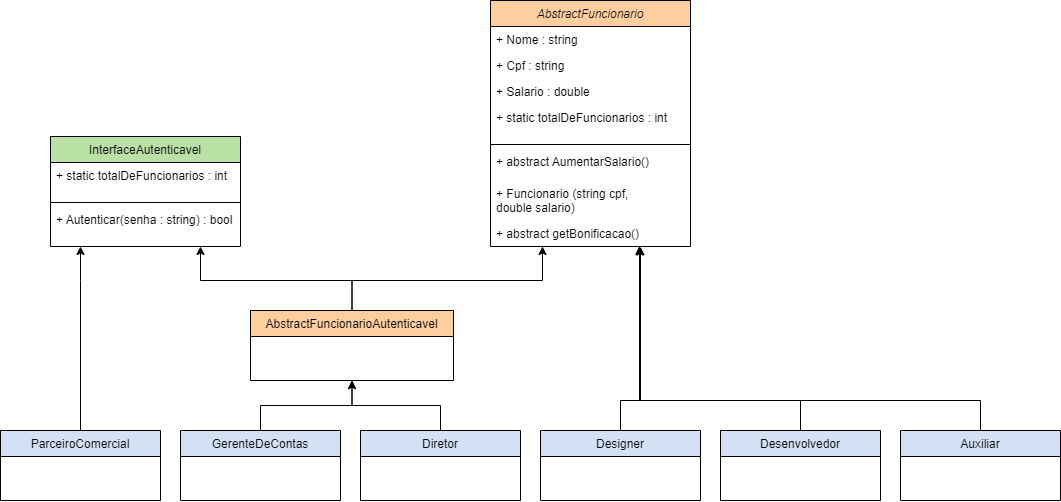 AbstractFuncionario
+ Nome : string
+ Cpf : string
+ Salario : double
+ static totalDeFuncionarios : int
+ abstract AumentarSalario()
+ Funcionario (string cpf,
double salario)
+ abstract getBonificacao()
InterfaceAutenticavel
+ static totalDeFuncionarios : int
+ Autenticar(senha : string) : bool
AbstractFuncionarioAutenticavel
ParceiroComercial
GerenteDeContas
Diretor
Designer
Desenvolvedor
Auxiliar